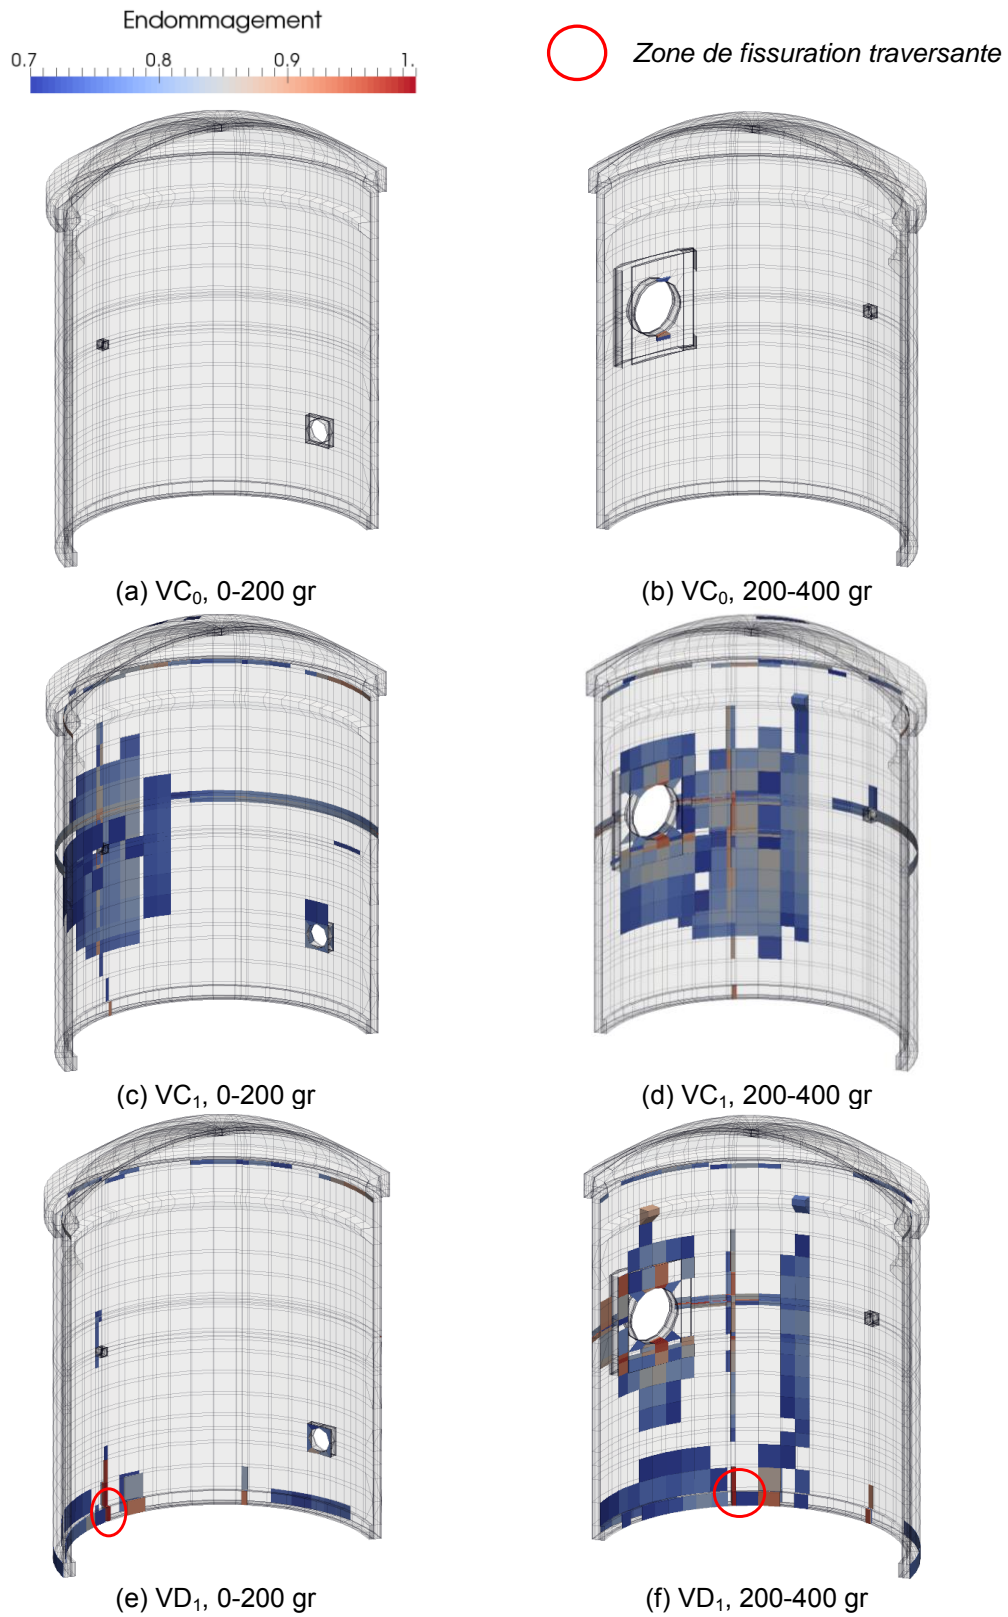 Endommagement
0.7 0.8 0.9 1.
Zone de fissuration traversante
(a) VC₀, 0-200 gr
(b) VC₀, 200-400 gr
(c) VC₁, 0-200 gr
(d) VC₁, 200-400 gr
(e) VD₁, 0-200 gr
(f) VD₁, 200-400 gr